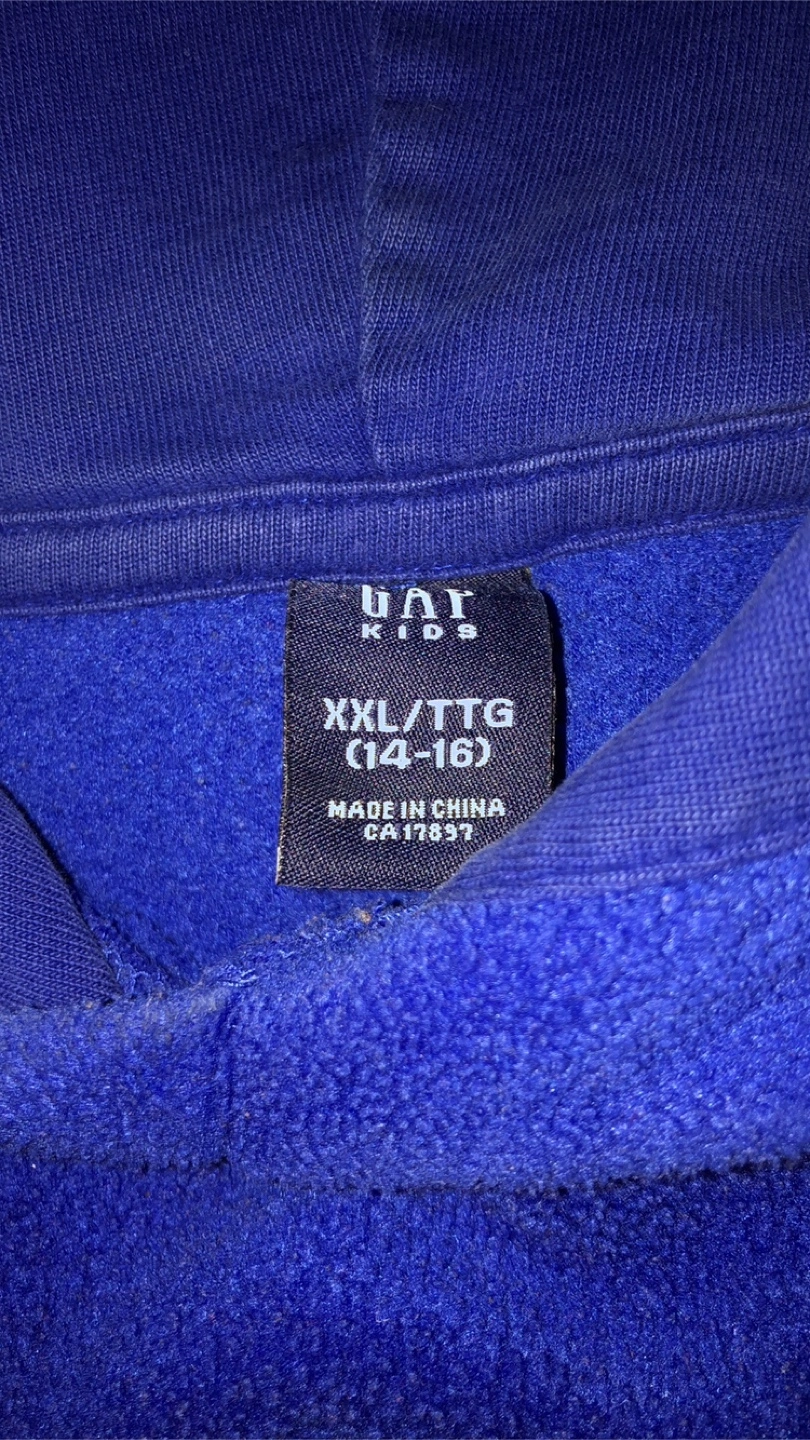 GAP
KIDS
XXL/TTG
(14-16)
MADE IN CHINA
CA17897